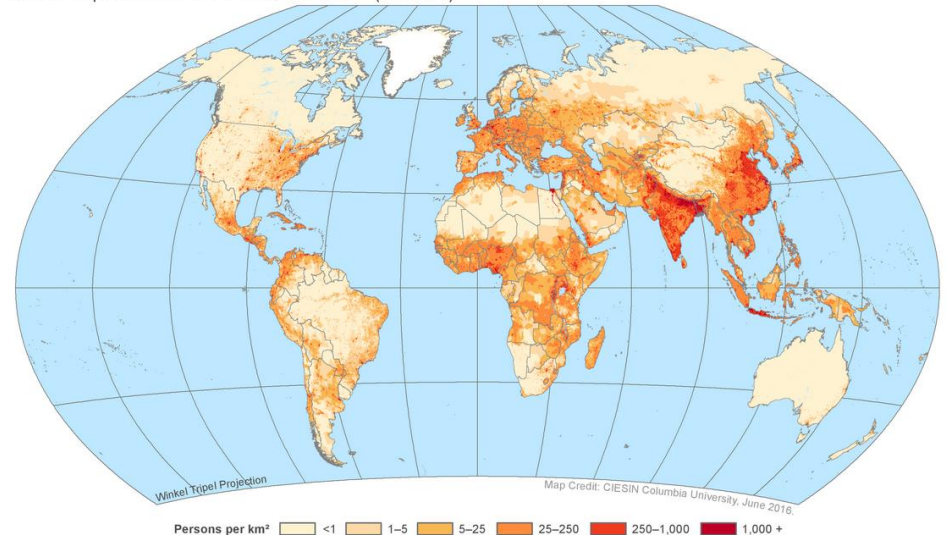 Winkel Tripel Projection
Map Credit: CIESIN Columbia University, June 2016.
Persons per km² <1 1–5 5–25 25–250 250–1,000 1,000 +